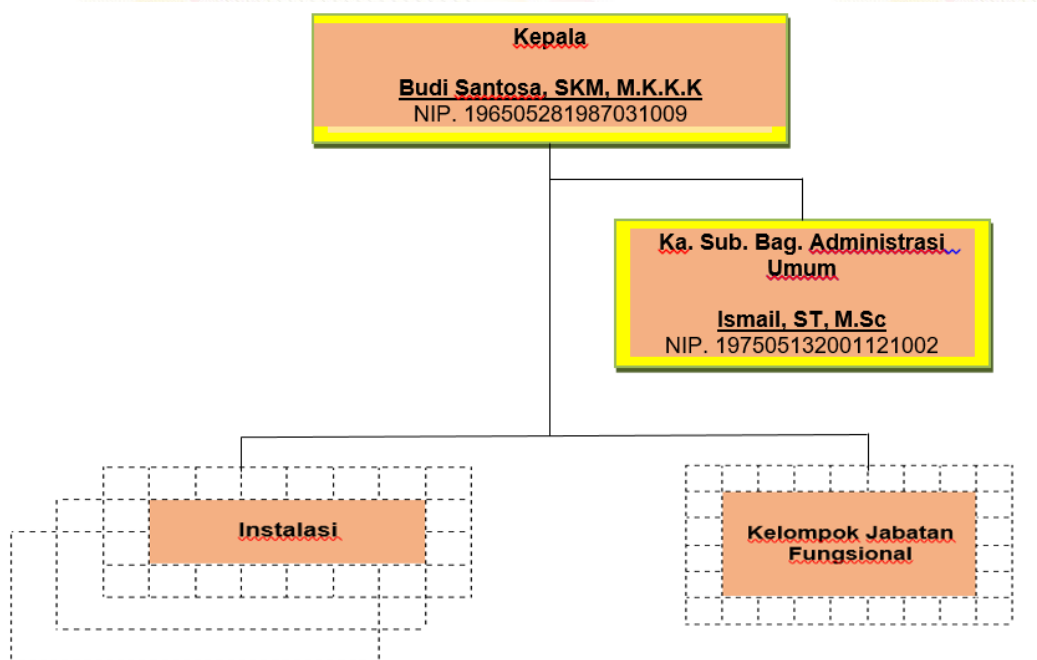 Kepala
Budi Santosa, SKM, M.K.K.K
NIP. 196505281987031009
Ka. Sub. Bag. Administrasi
Umum
Ismail, ST, M.Sc
NIP. 197505132001121002
Instalasi
Kelompok Jabatan
Fungsional